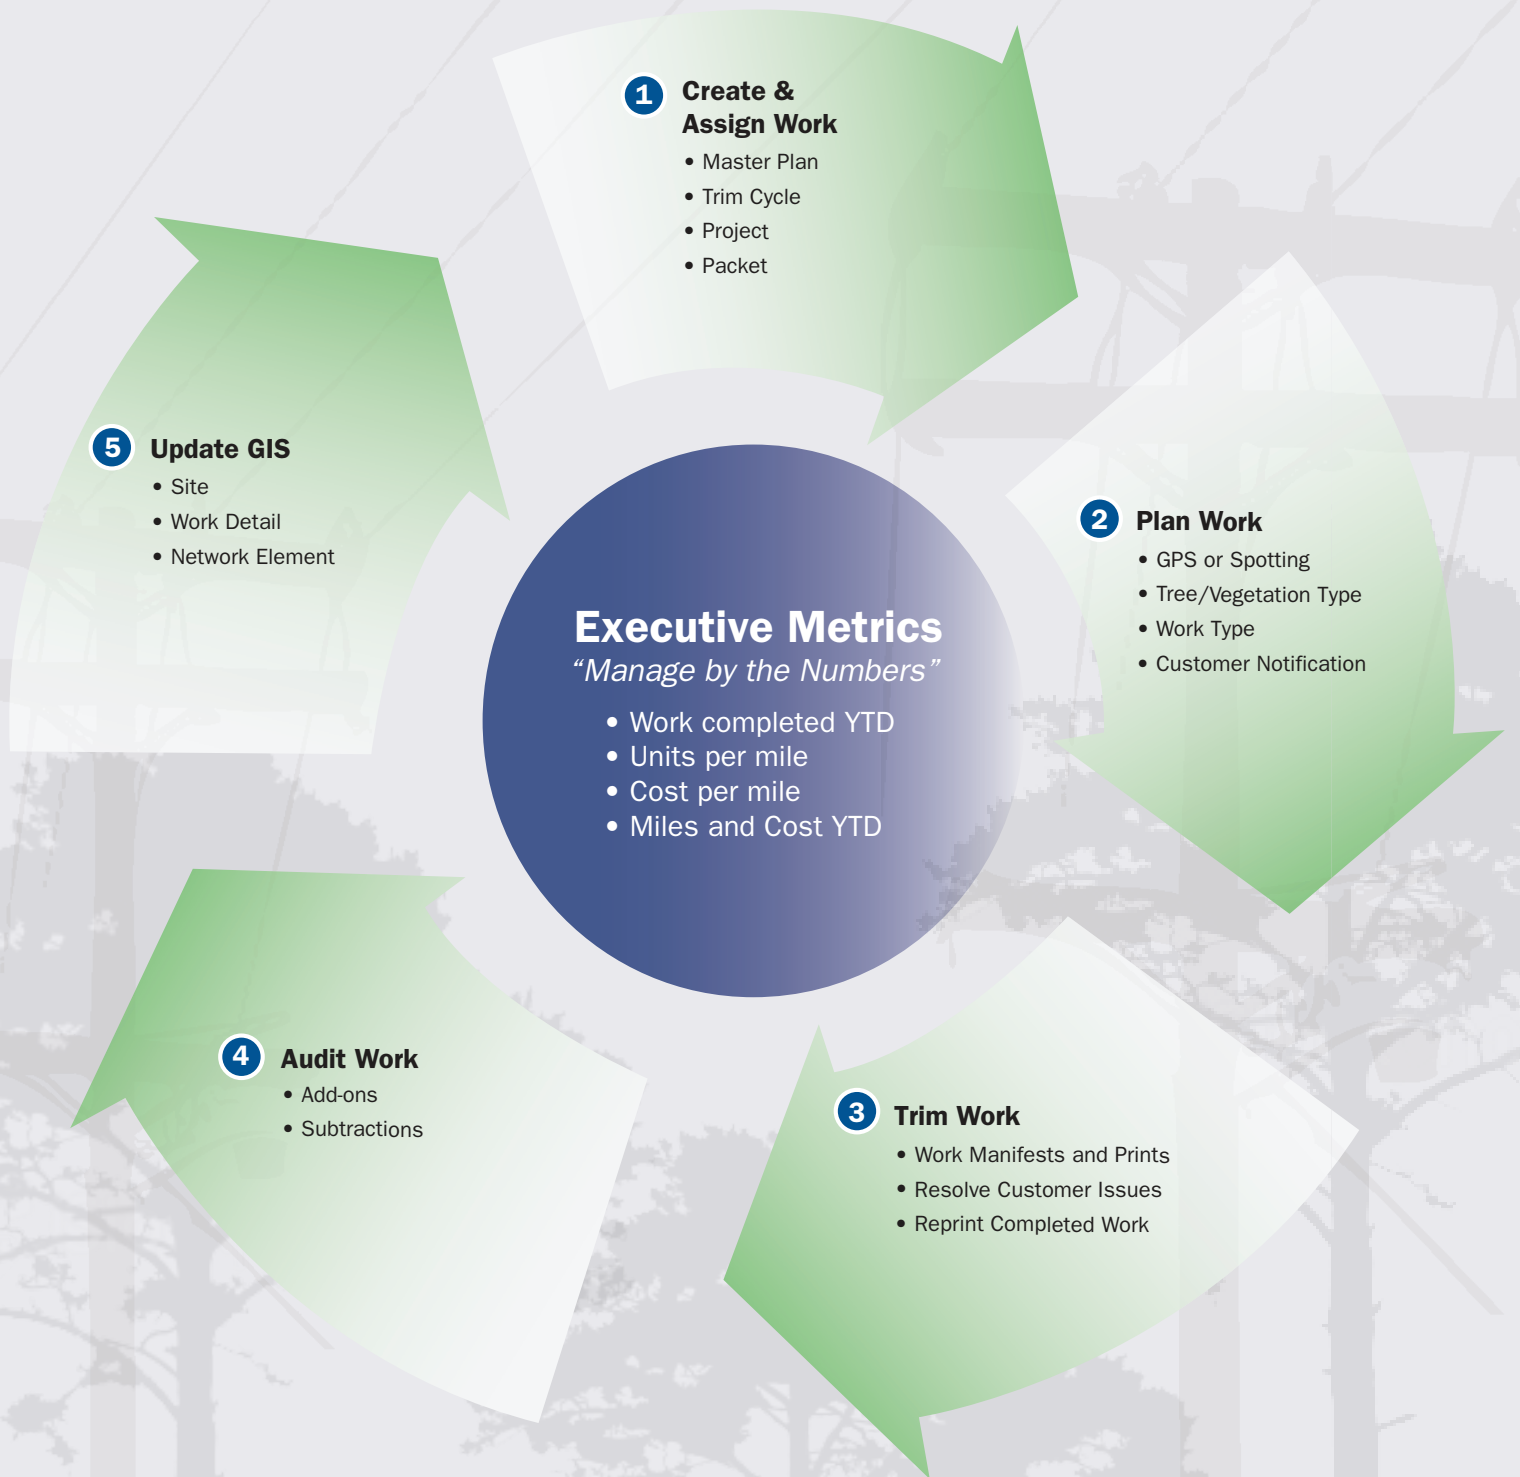 1 Create &
Assign Work
• Master Plan
• Trim Cycle
• Project
• Packet
2 Plan Work
• GPS or Spotting
• Tree/Vegetation Type
• Work Type
• Customer Notification
3 Trim Work
• Work Manifests and Prints
• Resolve Customer Issues
• Reprint Completed Work
4 Audit Work
• Add-ons
• Subtractions
5 Update GIS
• Site
• Work Detail
• Network Element
Executive Metrics
“Manage by the Numbers”
• Work completed YTD
• Units per mile
• Cost per mile
• Miles and Cost YTD